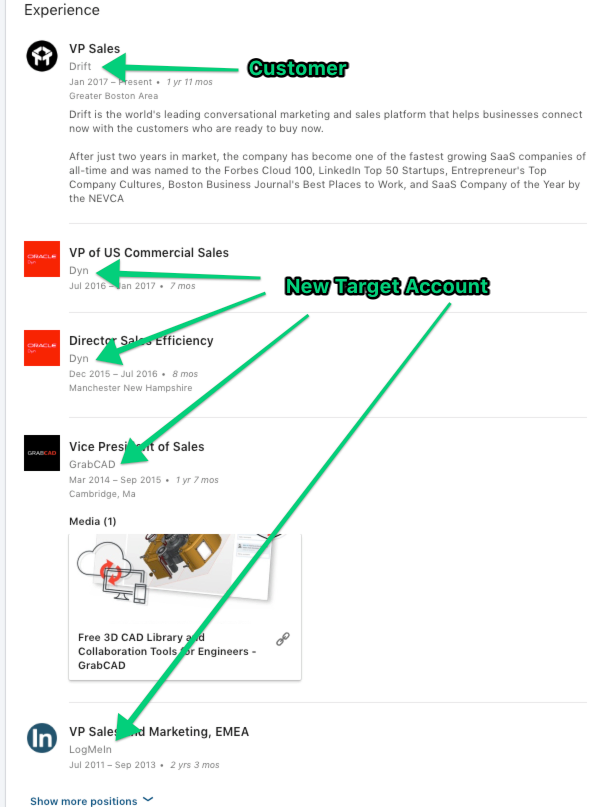 Experience
VP Sales
Drift
Customer
Jan 2017 – Present • 1 yr 11 mos
Greater Boston Area
Drift is the world's leading conversational marketing and sales platform that helps businesses connect
now with the customers who are ready to buy now.
After just two years in market, the company has become one of the fastest growing SaaS companies of
all-time and was named to the Forbes Cloud 100, LinkedIn Top 50 Startups, Entrepreneur's Top
Company Cultures, Boston Business Journal's Best Places to Work, and SaaS Company of the Year by
the NEVCA
ORACLE
Dyn
VP of US Commercial Sales
Dyn
Jul 2016 – Jan 2017 • 7 mos
New Target Account
ORACLE
Dyn
Director Sales Efficiency
Dyn
Dec 2015 – Jul 2016 • 8 mos
Manchester New Hampshire
GRABCAD
Vice President of Sales
GrabCAD
Mar 2014 – Sep 2015 • 1 yr 7 mos
Cambridge, Ma
Media (1)
Free 3D CAD Library and
Collaboration Tools for Engineers -
GrabCAD
In
VP Sales and Marketing, EMEA
LogMeIn
Jul 2011 – Sep 2013 • 2 yrs 3 mos
Show more positions